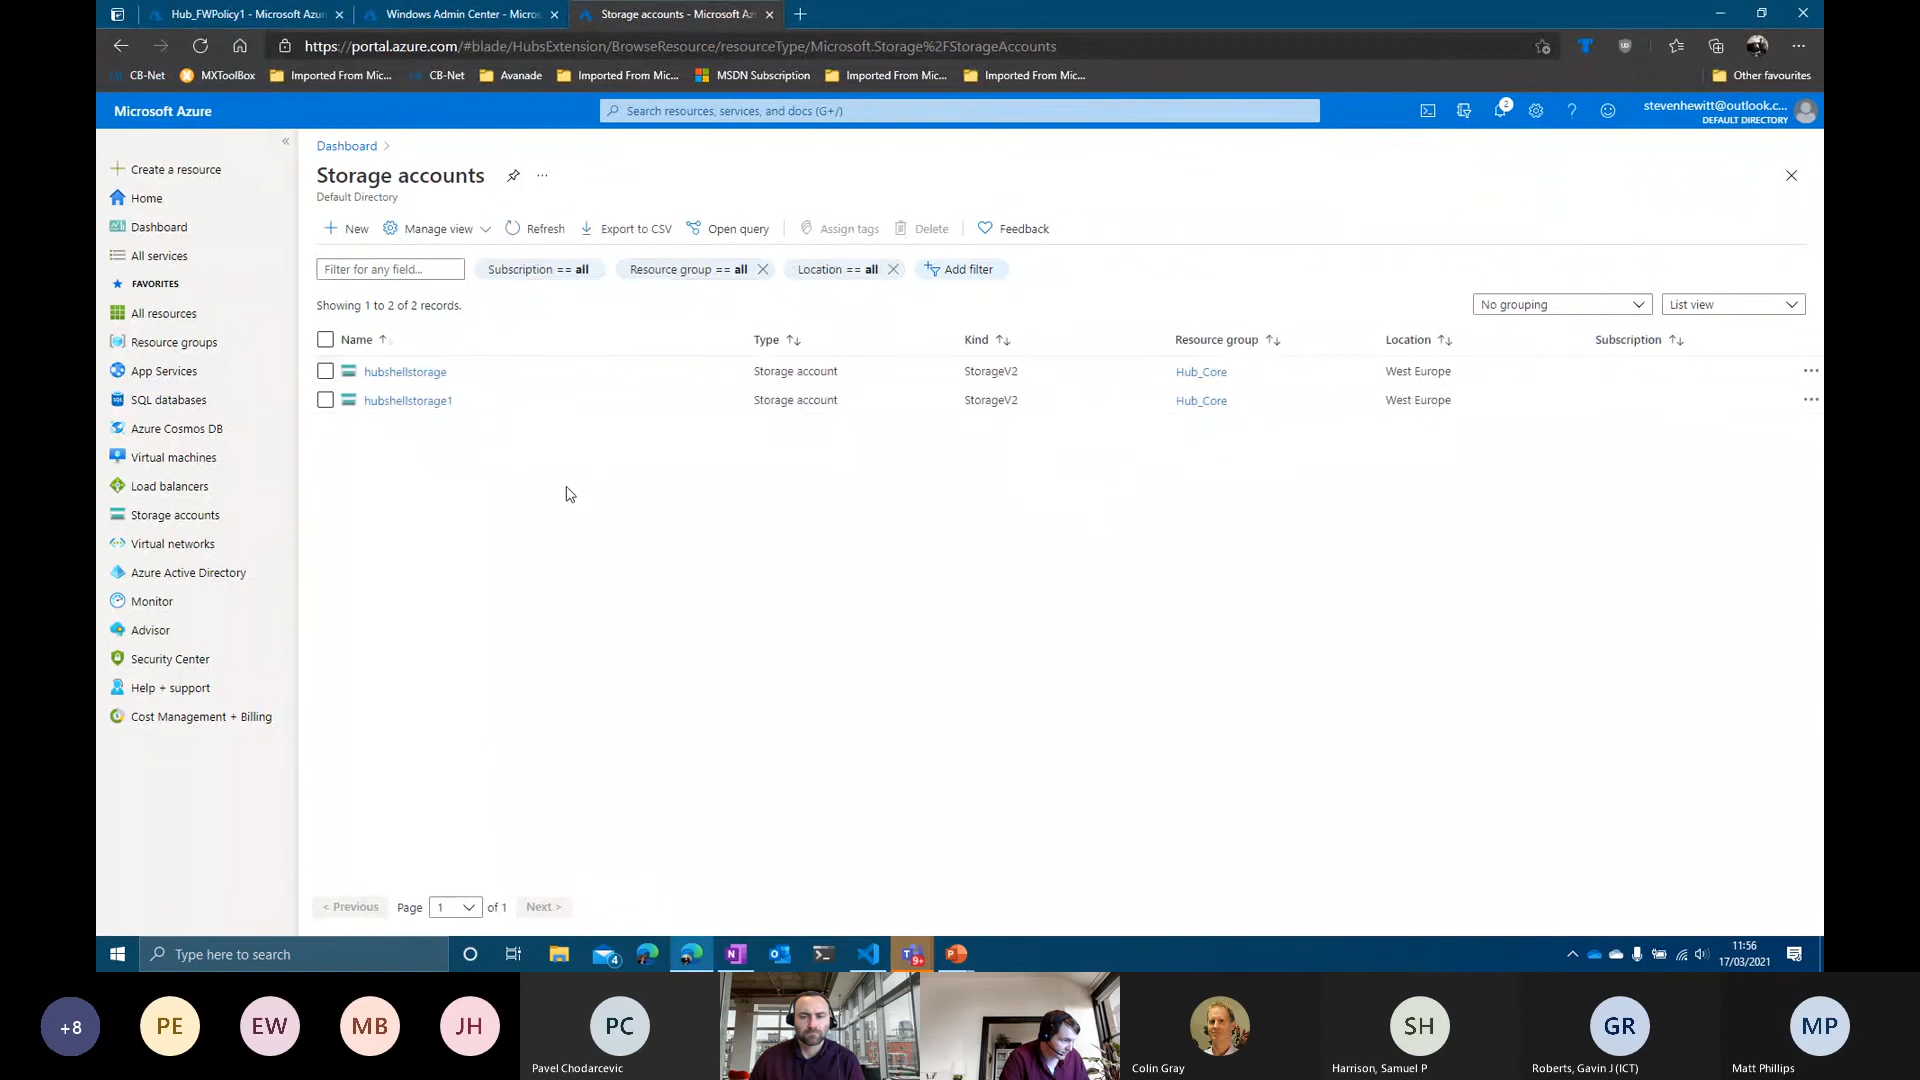 Hub_FWPolicy1 - Microsoft Azur
Windows Admin Center - Micros
Storage accounts - Microsoft Az
https://portal.azure.com/#blade/HubsExtension/BrowseResource/resourceType/Microsoft.Storage%2FStorageAccounts
CB-Net
MXToolBox
Imported From Mic...
CB-Net
Avanade
Imported From Mic...
MSDN Subscription
Imported From Mic...
Imported From Mic...
Other favourites
Microsoft Azure
Search resources, services, and docs (G+/)
2
stevenhewitt@outlook.c...
DEFAULT DIRECTORY
Create a resource
Home
Dashboard
All services
FAVORITES
All resources
Resource groups
App Services
SQL databases
Azure Cosmos DB
Virtual machines
Load balancers
Storage accounts
Virtual networks
Azure Active Directory
Monitor
Advisor
Security Center
Help + support
Cost Management + Billing
Dashboard >
Storage accounts
Default Directory
New
Manage view
Refresh
Export to CSV
Open query
Assign tags
Delete
Feedback
Filter for any field...
Subscription == all
Resource group == all
Location == all
Add filter
Showing 1 to 2 of 2 records.
No grouping
List view
Name Type Kind Resource group Location Subscription
hubshellstorage Storage account StorageV2 Hub_Core West Europe
hubshellstorage1 Storage account StorageV2 Hub_Core West Europe
< Previous Page 1 of 1 Next >
Type here to search
4
9+
11:56
17/03/2021
+8
PE
EW
MB
JH
PC
Pavel Chodarcevic
Colin Gray
SH
Harrison, Samuel P
GR
Roberts, Gavin J (ICT)
MP
Matt Phillips